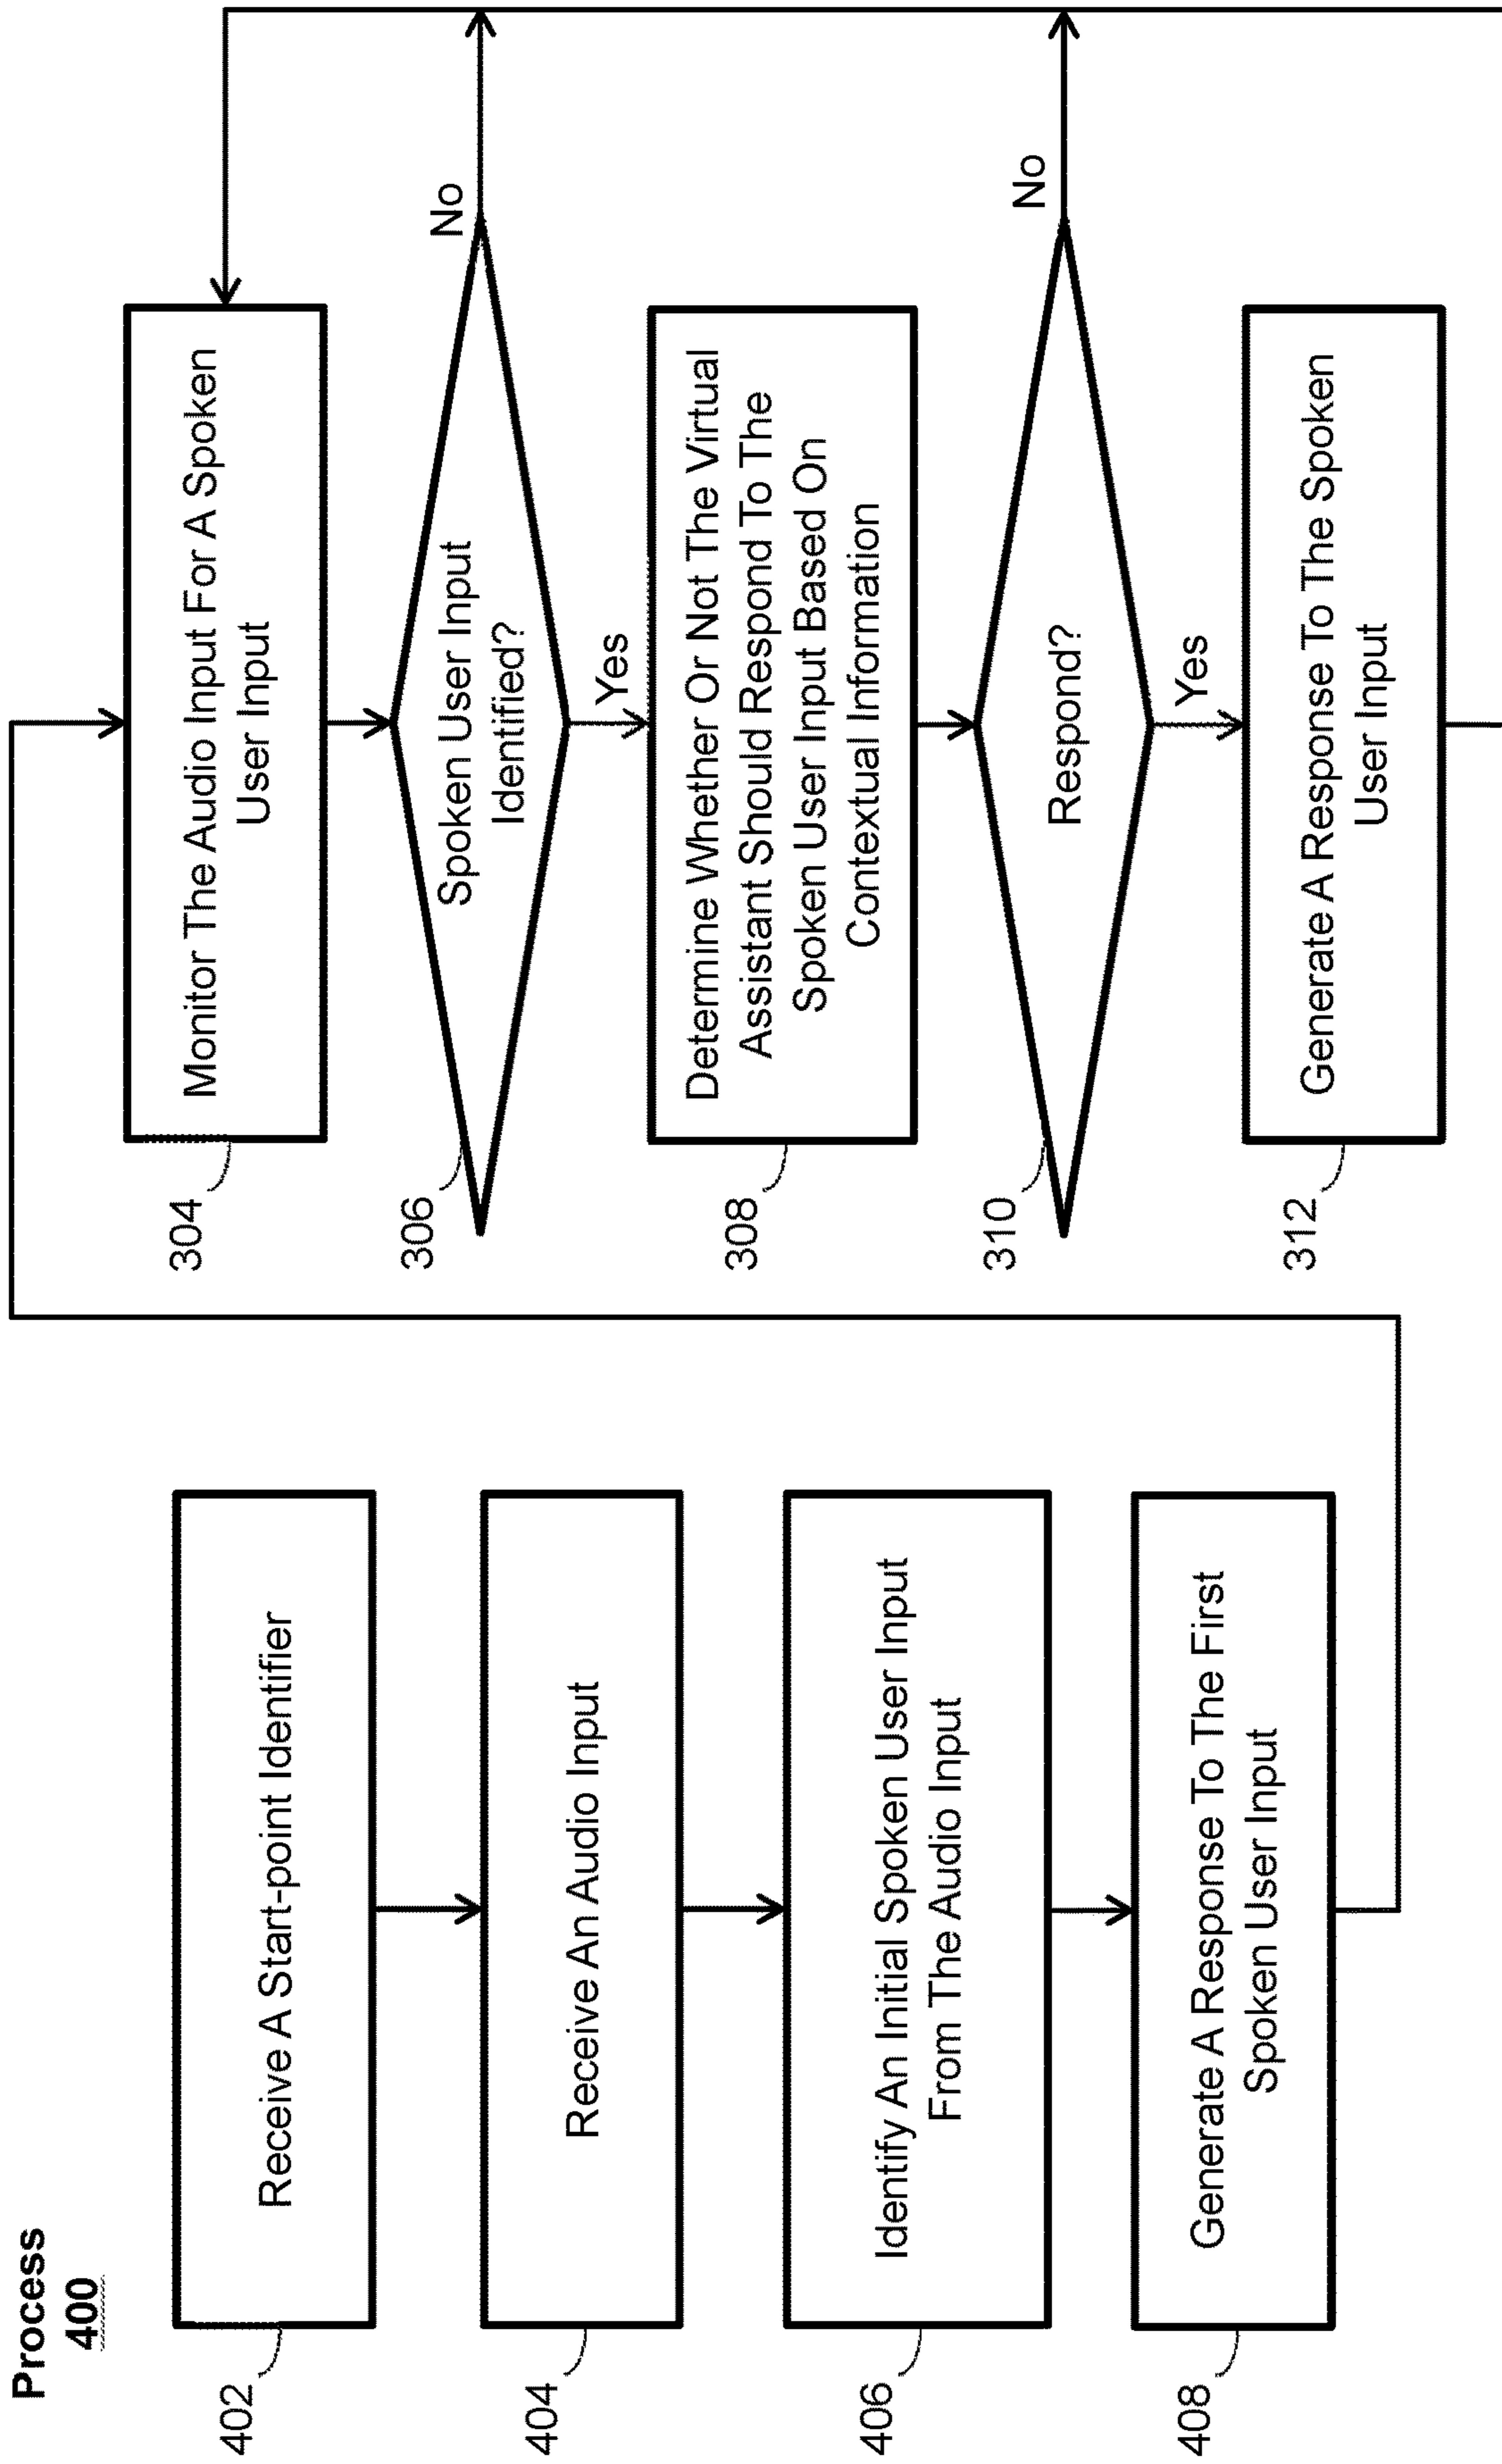 Process
400
402
Receive A Start-point Identifier
404
Receive An Audio Input
406
Identify An Initial Spoken User Input
From The Audio Input
408
Generate A Response To The First
Spoken User Input
304
Monitor The Audio Input For A Spoken
User Input
306
Spoken User Input
Identified?
No
Yes
308
Determine Whether Or Not The Virtual
Assistant Should Respond To The
Spoken User Input Based On
Contextual Information
310
Respond?
No
Yes
312
Generate A Response To The Spoken
User Input